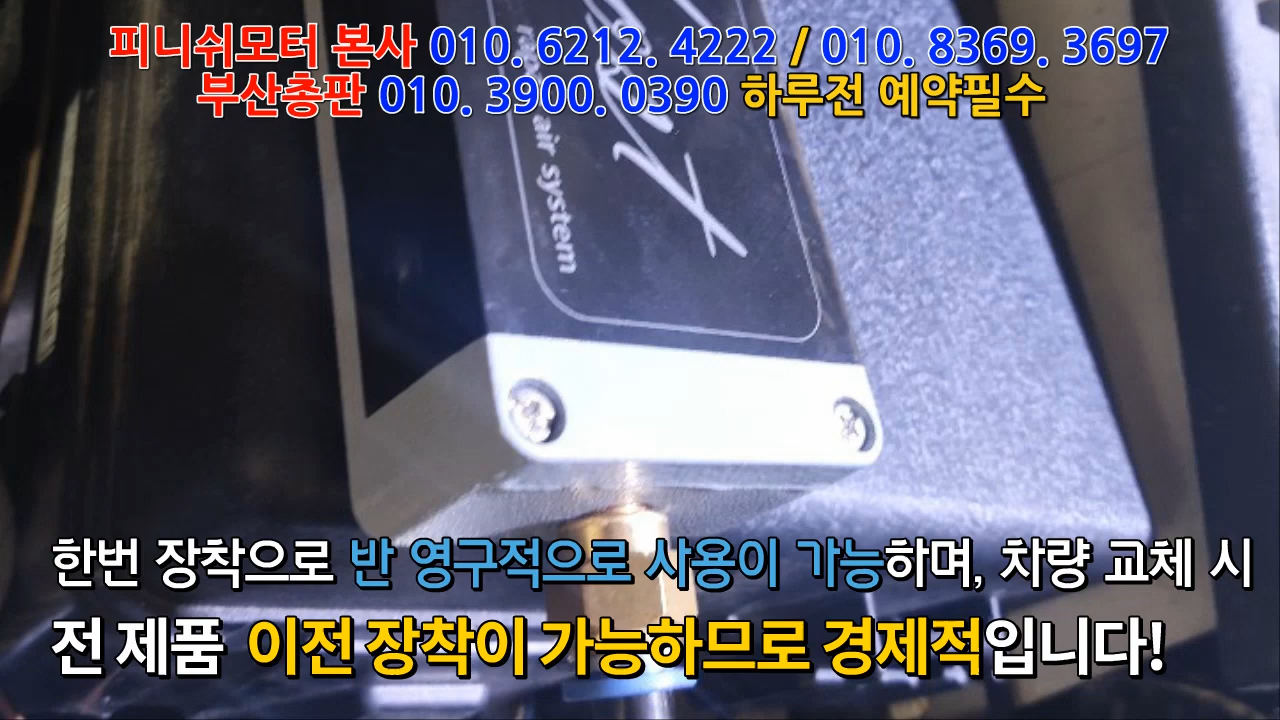 피니쉬모터 본사 010. 6212. 4222 / 010. 8369. 3697
부산총판 010. 3900. 0390 하루전 예약필수
air system
한번 장착으로 반 영구적으로 사용이 가능하며, 차량 교체 시
전 제품 이전 장착이 가능하므로 경제적입니다!